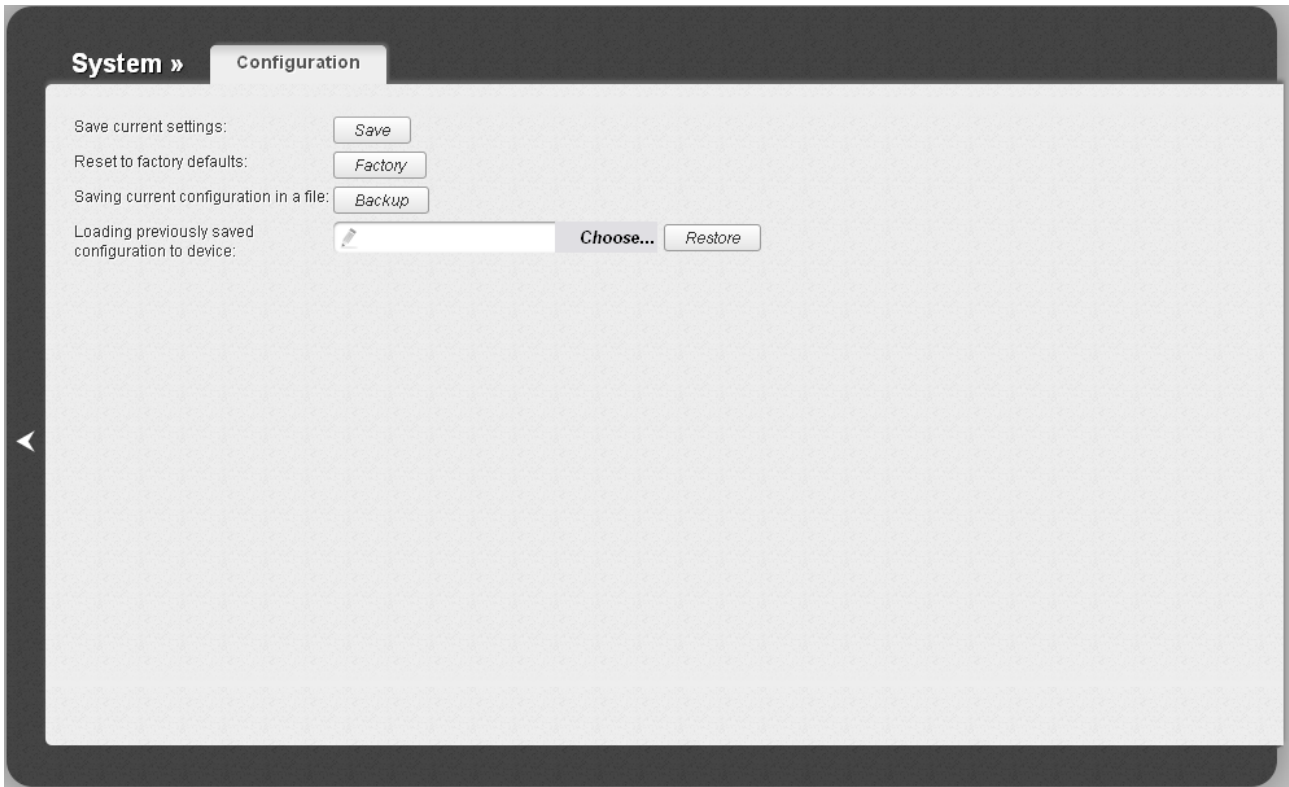 System »
Configuration
Save current settings:
Save
Reset to factory defaults:
Factory
Saving current configuration in a file:
Backup
Loading previously saved
configuration to device:
Choose...
Restore